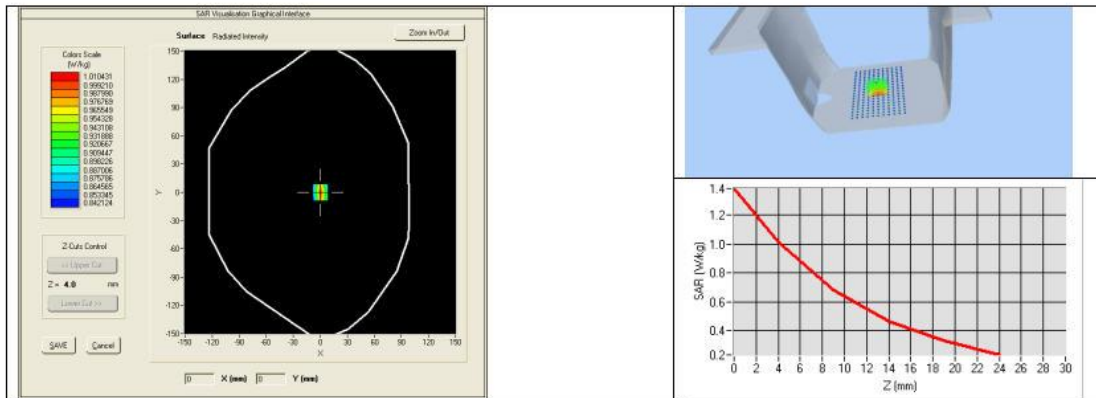 SAR Visualisation Graphical Interface
Surface Radiated Intensity
Zoom In/Out
Colors Scale
(W/kg)
1.010431
0.999210
0.987990
0.976769
0.965549
0.954328
0.943108
0.931888
0.920667
0.909447
0.898226
0.887006
0.875786
0.864565
0.853345
0.842124
150
120
90
60
30
0
-30
-60
-90
-120
-150
Y
-150 -120 -90 -60 -30 0 30 60 90 120 150
X
Z-Cuts Control
<< Upper Cut
Z = 4.0 mm
Lower Cut >>
SAVE Cancel
0 X (mm) 0 Y (mm)
1.4
1.2
1.0
0.8
0.6
0.4
0.2
SAR (W/kg)
0 2 4 6 8 10 12 14 16 18 20 22 24 26 28 30
Z (mm)